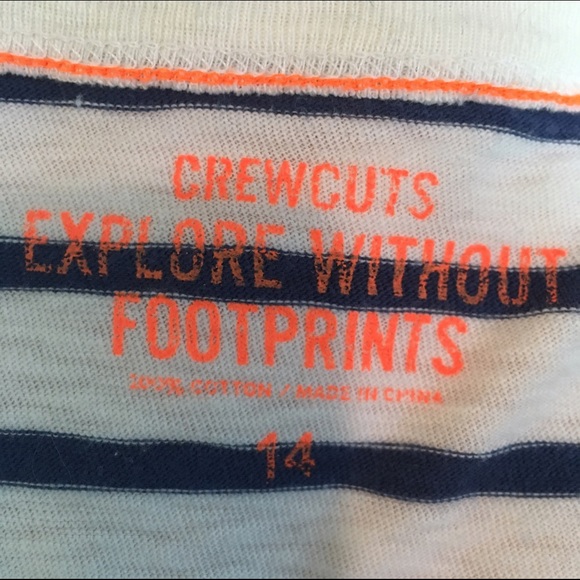 CREWCUTS
EXPLORE WITHOUT
FOOTPRINTS
100% COTTON / MADE IN CHINA
14